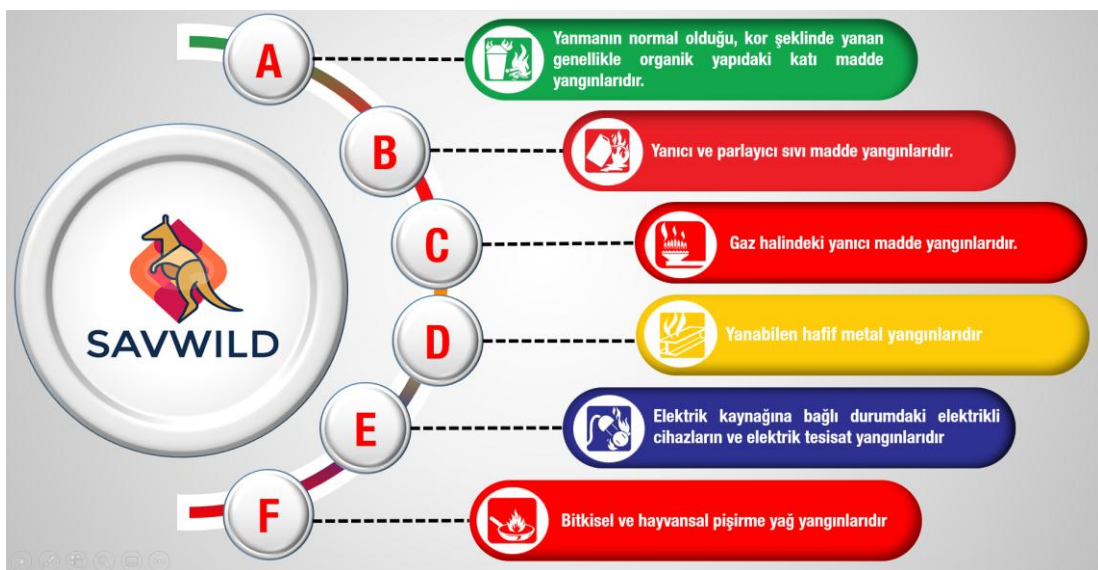 A
Yanmanın normal olduğu, kor şeklinde yanan
genellikle organik yapıdaki katı madde
yangınlarıdır.
B
Yanıcı ve parlayıcı sıvı madde yangınlarıdır.
C
Gaz halindeki yanıcı madde yangınlarıdır.
SAVWILD
D
Yanabilen hafif metal yangınlarıdır
E
Elektrik kaynağına bağlı durumdaki elektrikli
cihazların ve elektrik tesisat yangınlarıdır
F
Bitkisel ve hayvansal pişirme yağ yangınlarıdır